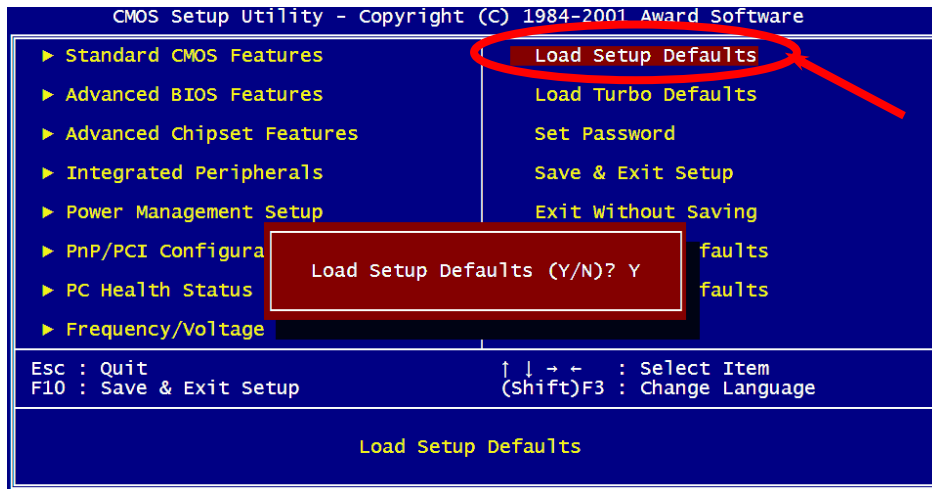 CMOS Setup Utility - Copyright (C) 1984-2001 Award Software
► Standard CMOS Features
► Advanced BIOS Features
► Advanced Chipset Features
► Integrated Peripherals
► Power Management Setup
► PnP/PCI Configura
► PC Health Status
► Frequency/Voltage
Load Setup Defaults
Load Turbo Defaults
Set Password
Save & Exit Setup
Exit Without Saving
faults
faults
Load Setup Defaults (Y/N)? Y
Esc : Quit
F10 : Save & Exit Setup
↑ ↓ → ← : Select Item
(Shift)F3 : Change Language
Load Setup Defaults